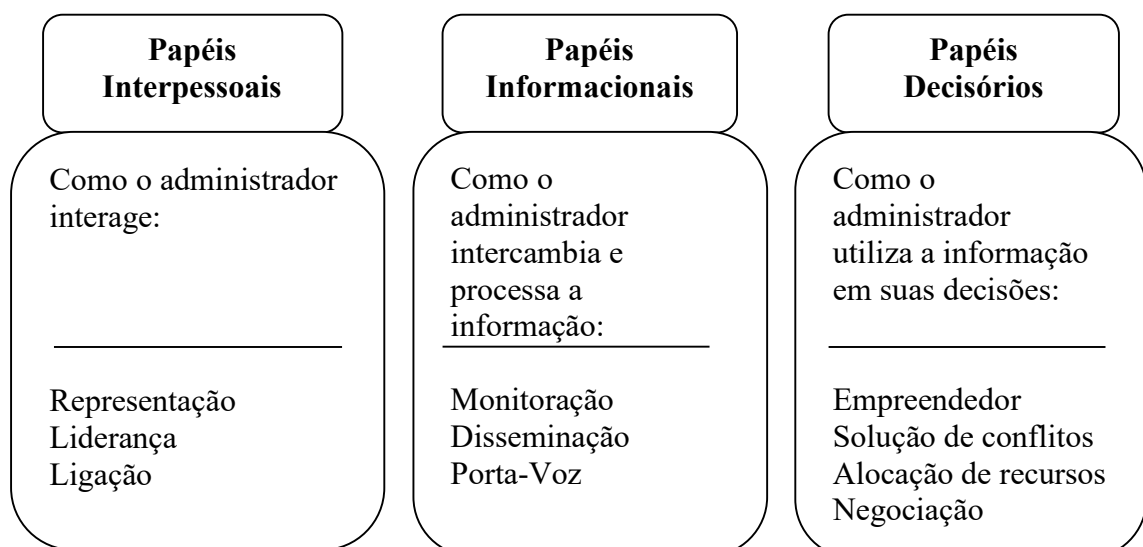 Papéis
Interpessoais
Como o administrador
interage:
Representação
Liderança
Ligação
Papéis
Informacionais
Como o
administrador
intercambia e
processa a
informação:
Monitoração
Disseminação
Porta-Voz
Papéis
Decisórios
Como o
administrador
utiliza a informação
em suas decisões:
Empreendedor
Solução de conflitos
Alocação de recursos
Negociação